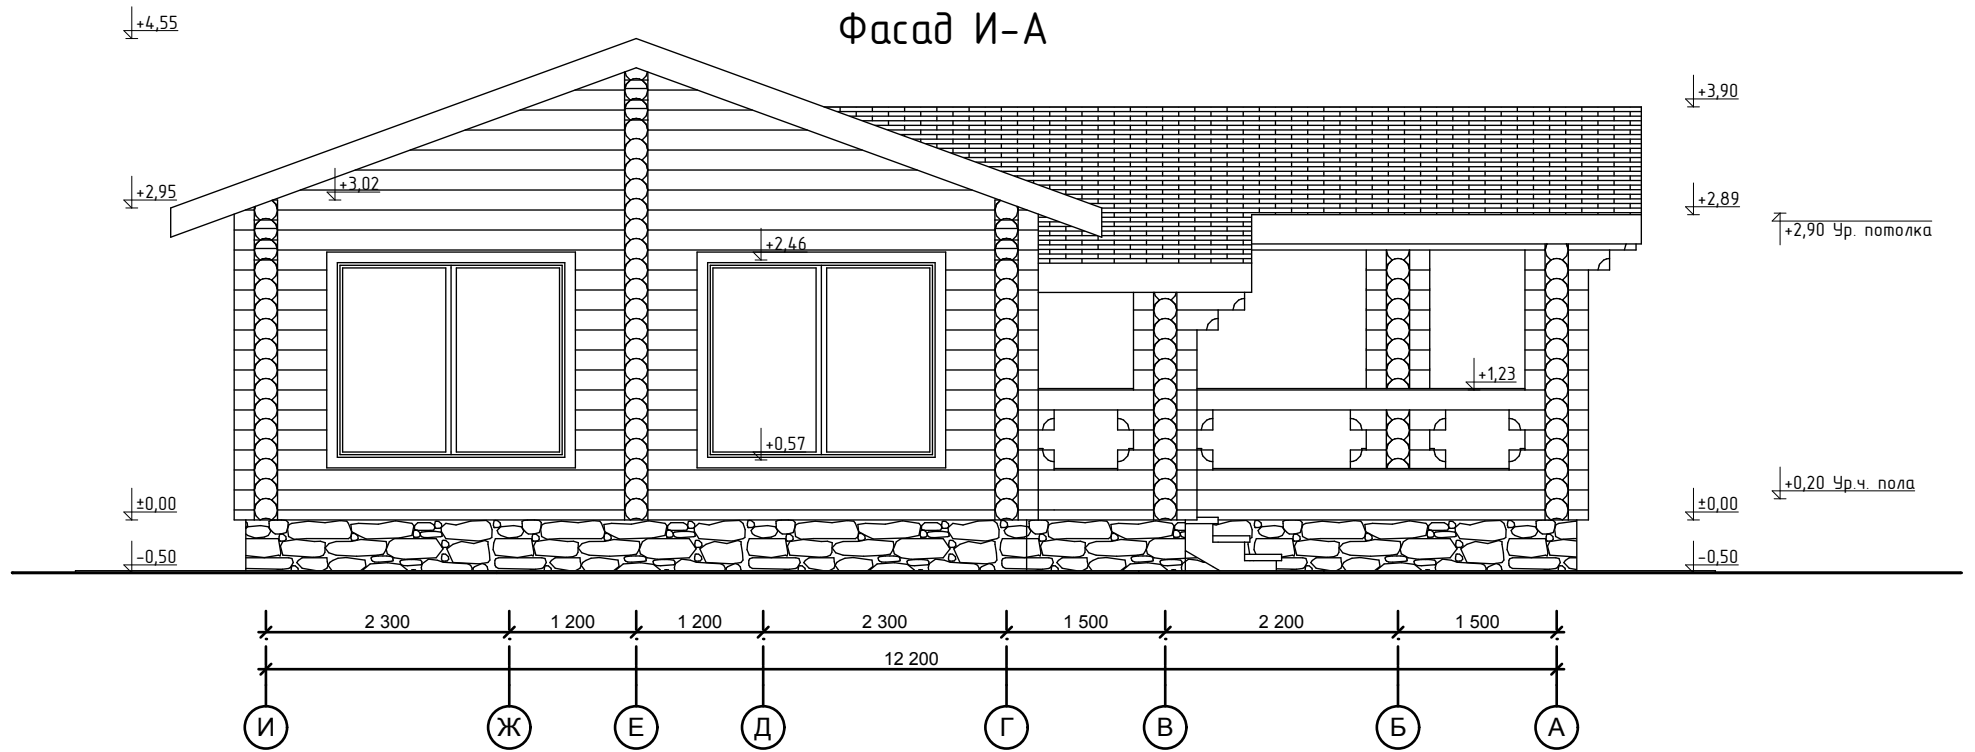 Фасад И-А
+4,55
+3,90
+2,95
+3,02
+2,89
+2,90 Ур. потолка
+2,46
+1,23
+0,57
+0,20 Ур.ч. пола
±0,00
±0,00
-0,50
-0,50
2 300
1 200
1 200
2 300
1 500
2 200
1 500
12 200
И
Ж
Е
Д
Г
В
Б
А